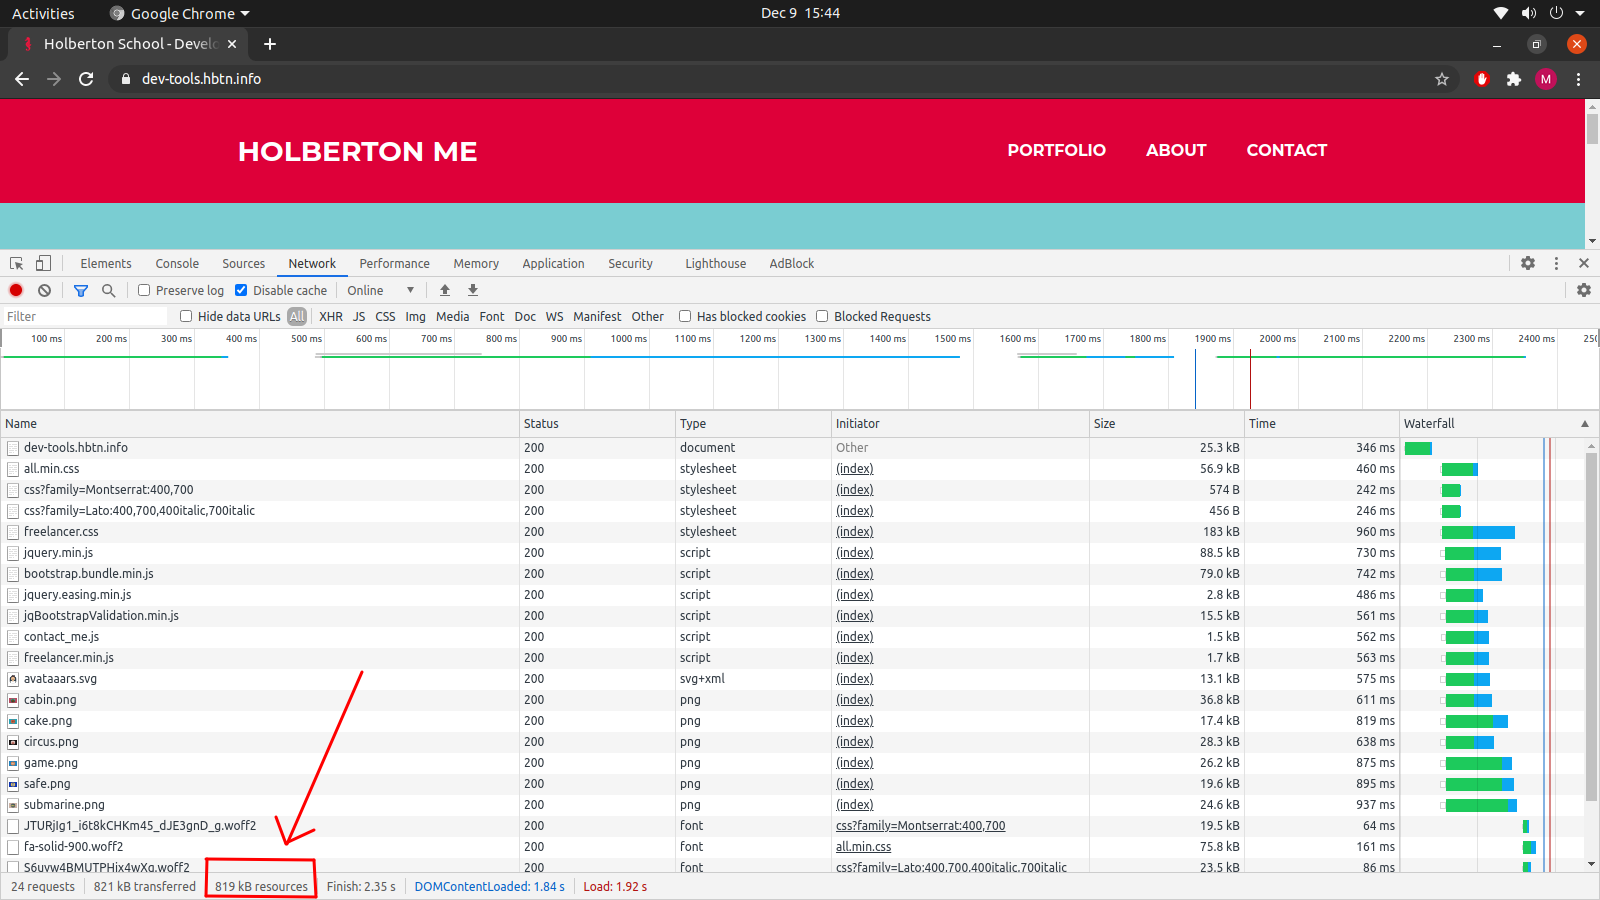 Activities Google Chrome Dec 9 15:44
Holberton School - Develo
dev-tools.hbtn.info M
HOLBERTON ME PORTFOLIO ABOUT CONTACT
Elements Console Sources Network Performance Memory Application Security Lighthouse AdBlock
Preserve log Disable cache Online
Filter Hide data URLs All XHR JS CSS Img Media Font Doc WS Manifest Other Has blocked cookies Blocked Requests
100 ms 200 ms 300 ms 400 ms 500 ms 600 ms 700 ms 800 ms 900 ms 1000 ms 1100 ms 1200 ms 1300 ms 1400 ms 1500 ms 1600 ms 1700 ms 1800 ms 1900 ms 2000 ms 2100 ms 2200 ms 2300 ms 2400 ms
Name Status Type Initiator Size Time Waterfall
dev-tools.hbtn.info 200 document Other 25.3 kB 346 ms
all.min.css 200 stylesheet (index) 56.9 kB 460 ms
css?family=Montserrat:400,700 200 stylesheet (index) 574 B 242 ms
css?family=Lato:400,700,400italic,700italic 200 stylesheet (index) 456 B 246 ms
freelancer.css 200 stylesheet (index) 183 kB 960 ms
jquery.min.js 200 script (index) 88.5 kB 730 ms
bootstrap.bundle.min.js 200 script (index) 79.0 kB 742 ms
jquery.easing.min.js 200 script (index) 2.8 kB 486 ms
jqBootstrapValidation.min.js 200 script (index) 15.5 kB 561 ms
contact_me.js 200 script (index) 1.5 kB 562 ms
freelancer.min.js 200 script (index) 1.7 kB 563 ms
avataaars.svg 200 svg+xml (index) 13.1 kB 575 ms
cabin.png 200 png (index) 36.8 kB 611 ms
cake.png 200 png (index) 17.4 kB 819 ms
circus.png 200 png (index) 28.3 kB 638 ms
game.png 200 png (index) 26.2 kB 875 ms
safe.png 200 png (index) 19.6 kB 895 ms
submarine.png 200 png (index) 24.6 kB 937 ms
JTURjIg1_i6t8kCHKm45_dJE3gnD_g.woff2 200 font css?family=Montserrat:400,700 19.5 kB 64 ms
fa-solid-900.woff2 200 font all.min.css 75.8 kB 161 ms
S6uyw4BMUTPHjx4wXg.woff2 200 font css?family=Lato:400,700,400italic,700italic 23.5 kB 86 ms
24 requests 821 kB transferred 819 kB resources Finish: 2.35 s DOMContentLoaded: 1.84 s Load: 1.92 s